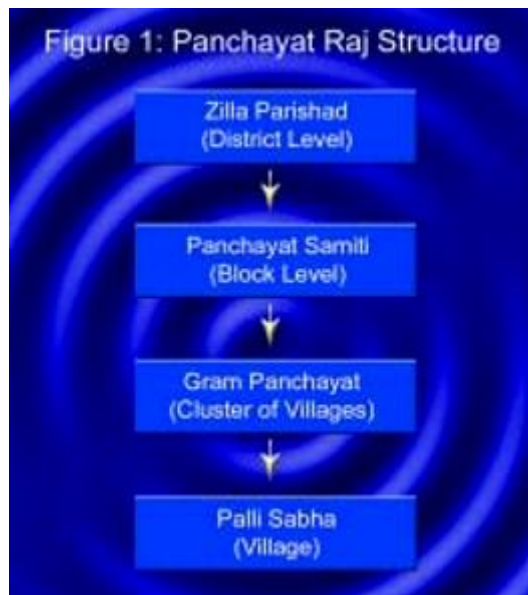 Figure 1: Panchayat Raj Structure
Zilla Parishad
(District Level)
Panchayat Samiti
(Block Level)
Gram Panchayat
(Cluster of Villages)
Palli Sabha
(Village)